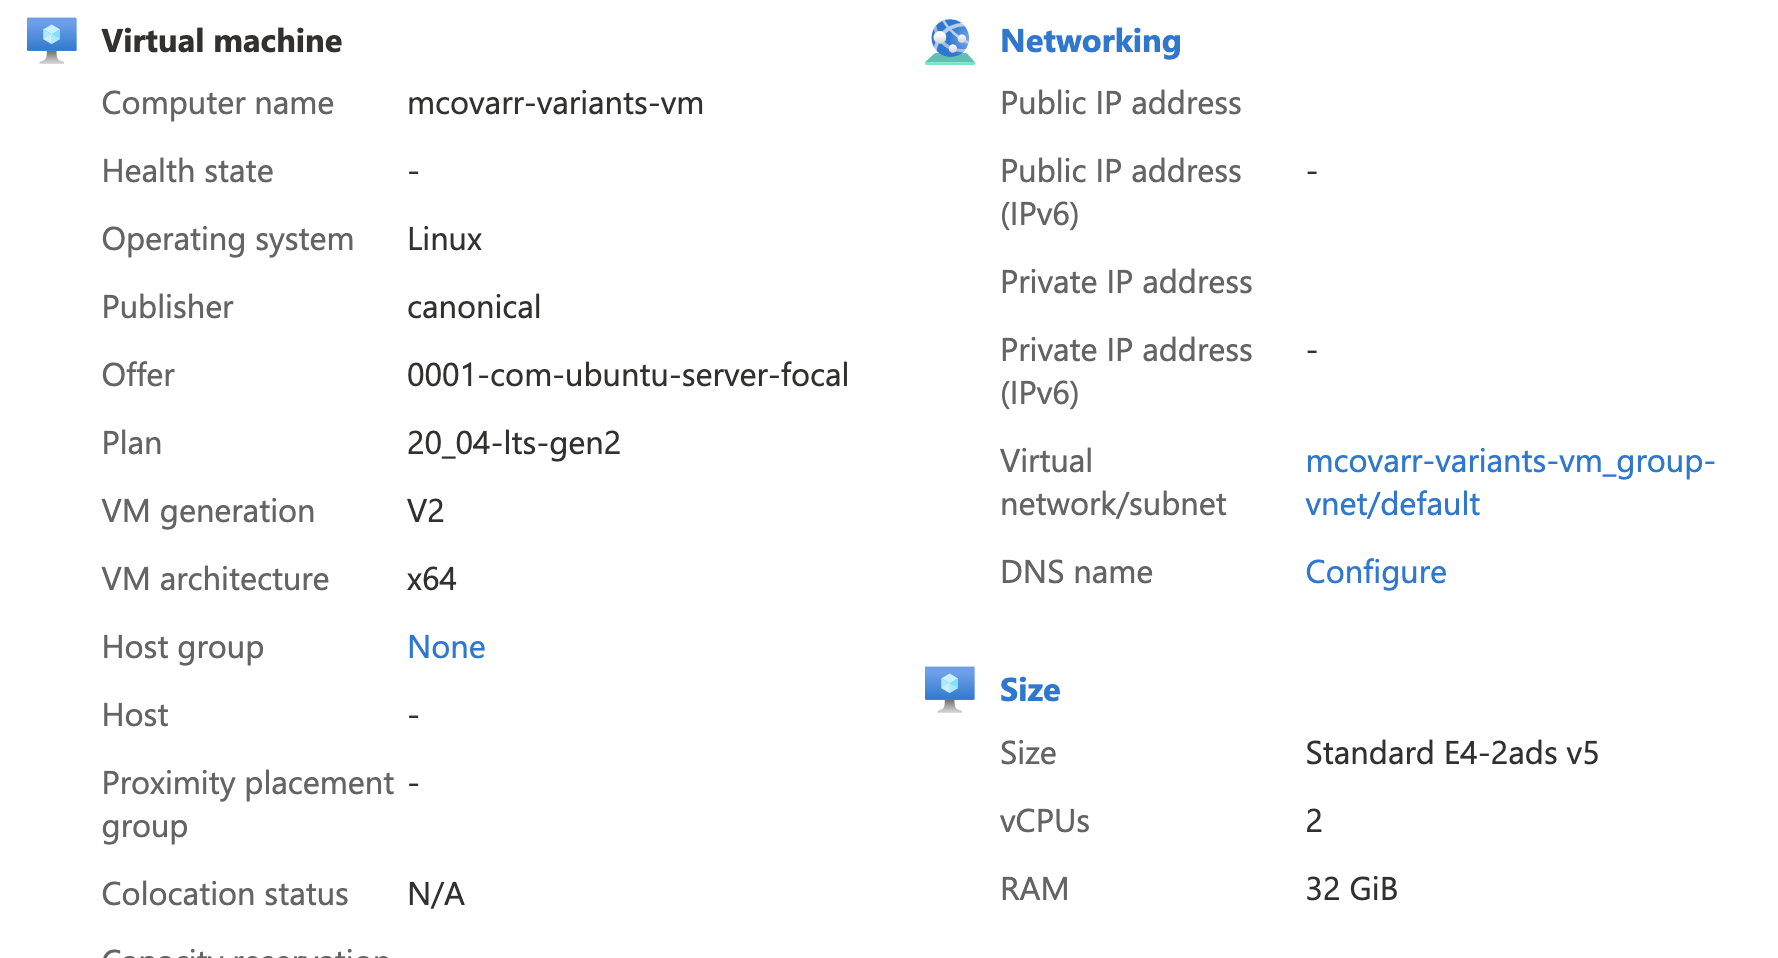 Virtual machine
Computer name mcovarr-variants-vm
Health state -
Operating system Linux
Publisher canonical
Offer 0001-com-ubuntu-server-focal
Plan 20_04-lts-gen2
VM generation V2
VM architecture x64
Host group None
Host -
Proximity placement -
group
Colocation status N/A
Capacity reservation
Networking
Public IP address
Public IP address -
(IPv6)
Private IP address
Private IP address -
(IPv6)
Virtual mcovarr-variants-vm_group-
network/subnet vnet/default
DNS name Configure
Size
Size Standard E4-2ads v5
vCPUs 2
RAM 32 GiB